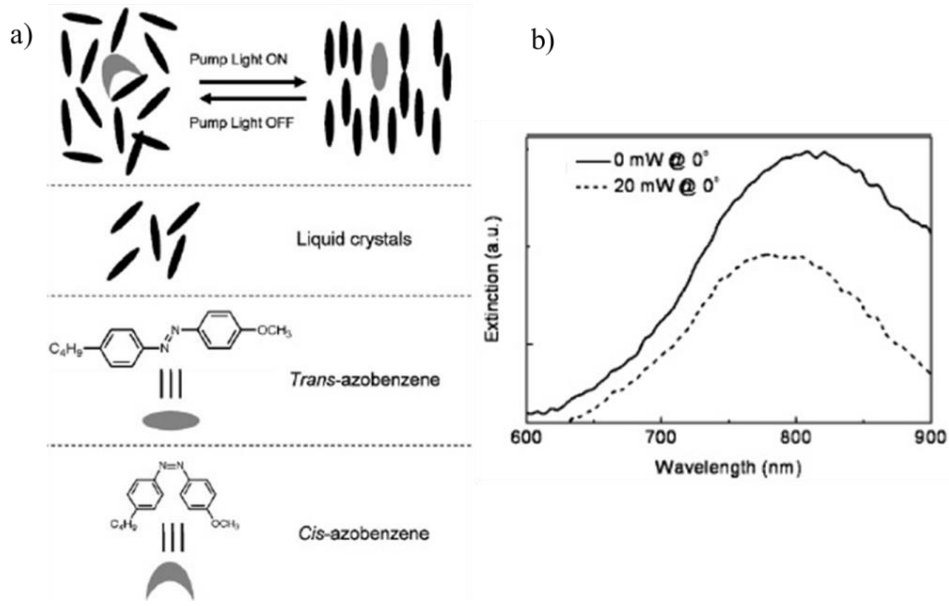 a)
Pump Light ON
Pump Light OFF
Liquid crystals
C4H9
N
N
OCH3
Trans-azobenzene
N=N
C4H9
OCH3
Cis-azobenzene
b)
0 mW @ 0°
20 mW @ 0°
Extinction (a.u.)
600 700 800 900
Wavelength (nm)